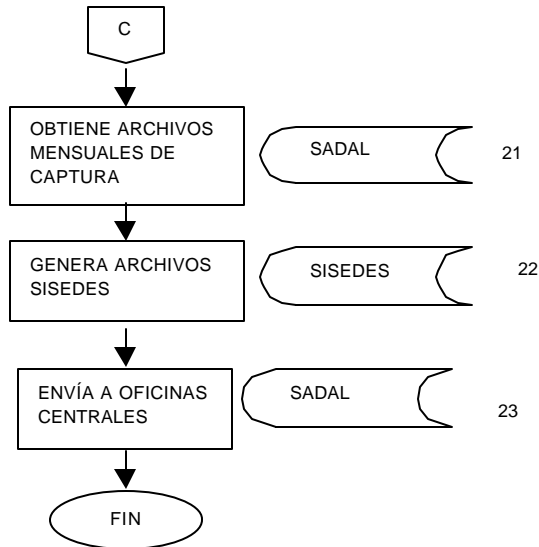 C
OBTIENE ARCHIVOS
MENSUALES DE
CAPTURA
SADAL
21
GENERA ARCHIVOS
SISEDES
SISEDES
22
ENVÍA A OFICINAS
CENTRALES
SADAL
23
FIN